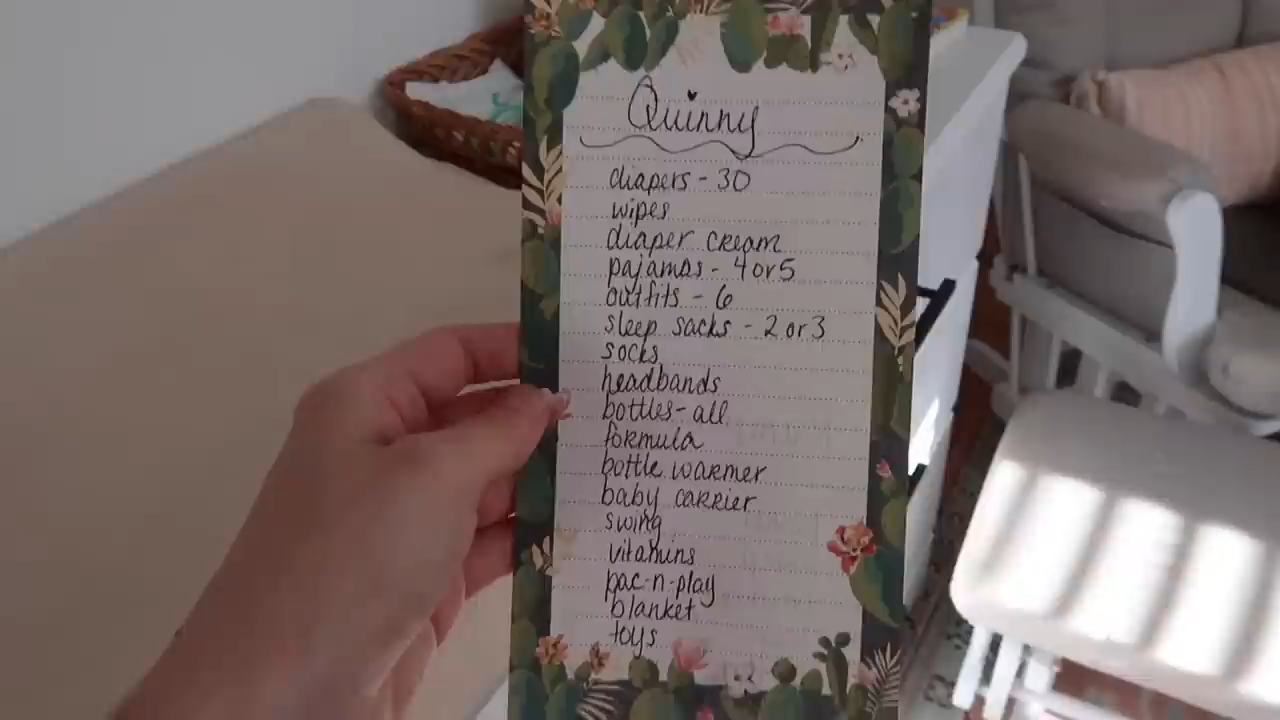 Quinny
diapers - 30
wipes
diaper cream
pajamas - 4 or 5
outfits - 6
sleep sacks - 2 or 3
socks
headbands
bottles - all
formula
bottle warmer
baby carrier
swing
vitamins
pac-n-play
blanket
toys